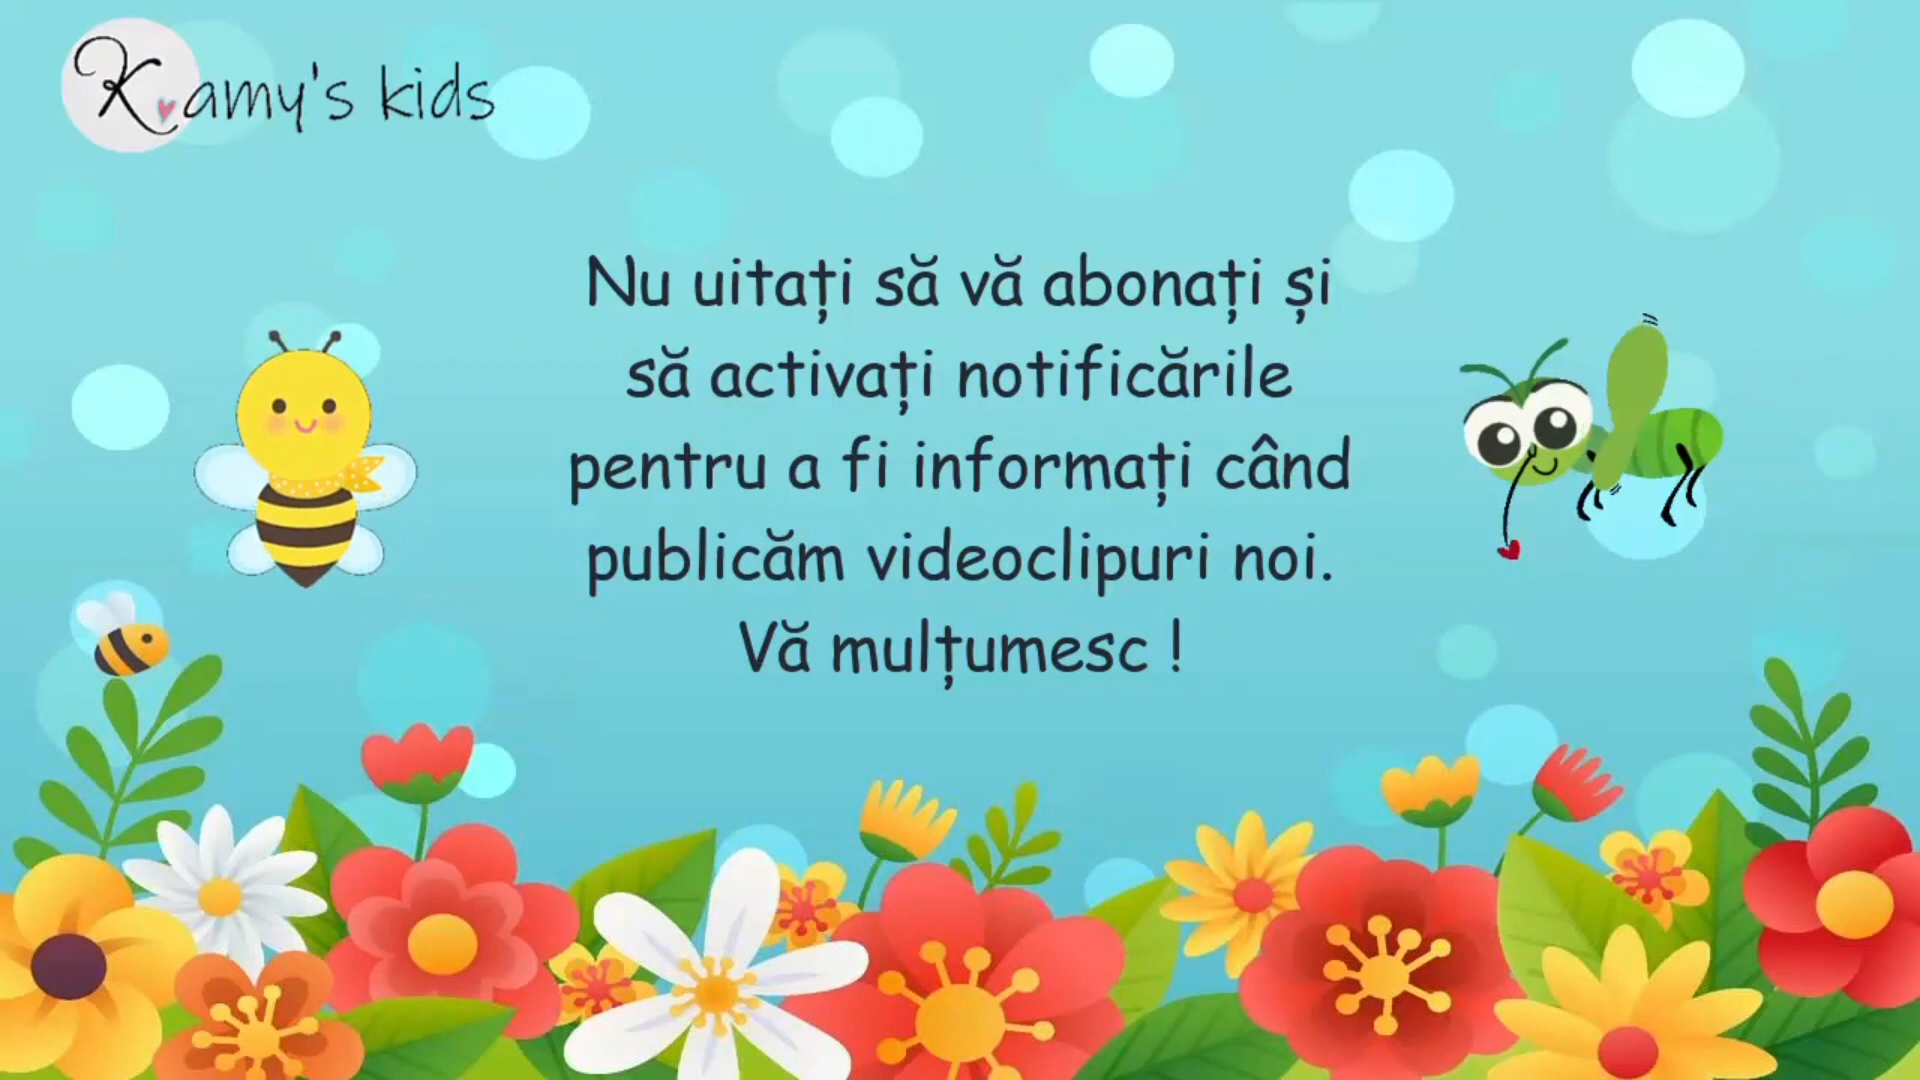 Kamy's kids
Nu uitați să vă abonați și
să activați notificările
pentru a fi informați când
publicăm videoclipuri noi.
Vă mulțumesc !